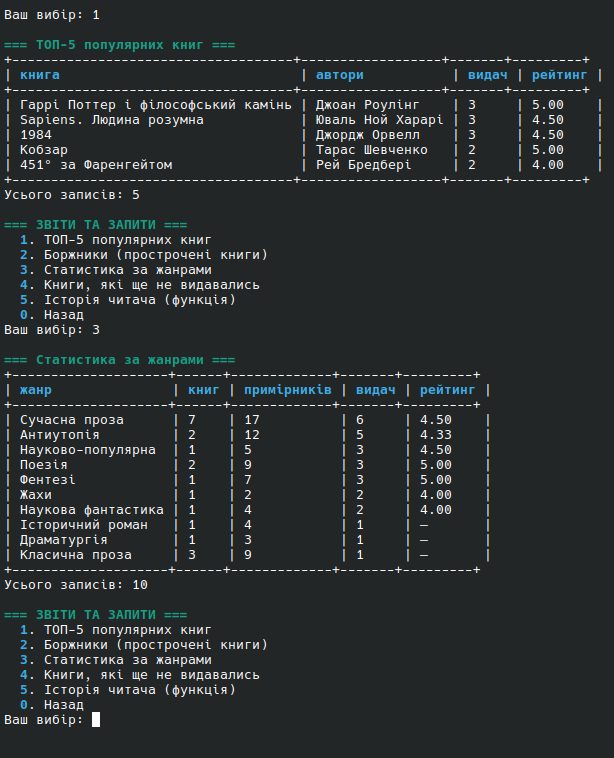 Ваш вибір: 1
=== ТОП-5 популярних книг ===
+-----------------------------------+------------------+-------+---------+
| книга | автори | видач | рейтинг |
+-----------------------------------+------------------+-------+---------+
| Гаррі Поттер і філософський камінь | Джоан Роулінг | 3 | 5.00 |
| Sapiens. Людина розумна | Юваль Ной Харарі | 3 | 4.50 |
| 1984 | Джордж Орвелл | 3 | 4.50 |
| Кобзар | Тарас Шевченко | 2 | 5.00 |
| 451° за Фаренгейтом | Рей Бредбері | 2 | 4.00 |
+-----------------------------------+------------------+-------+---------+
Усього записів: 5
=== ЗВІТИ ТА ЗАПИТИ ===
1. ТОП-5 популярних книг
2. Боржники (прострочені книги)
3. Статистика за жанрами
4. Книги, які ще не видавались
5. Історія читача (функція)
0. Назад
Ваш вибір: 3
=== Статистика за жанрами ===
+--------------------+------+-------------+-------+---------+
| жанр | книг | примірників | видач | рейтинг |
+--------------------+------+-------------+-------+---------+
| Сучасна проза | 7 | 17 | 6 | 4.50 |
| Антиутопія | 2 | 12 | 5 | 4.33 |
| Науково-популярна | 1 | 5 | 3 | 4.50 |
| Поезія | 2 | 9 | 3 | 5.00 |
| Фентезі | 1 | 7 | 3 | 5.00 |
| Жахи | 1 | 2 | 2 | 4.00 |
| Наукова фантастика | 1 | 4 | 2 | 4.00 |
| Історичний роман | 1 | 4 | 1 | — |
| Драматургія | 1 | 3 | 1 | — |
| Класична проза | 3 | 9 | 1 | — |
+--------------------+------+-------------+-------+---------+
Усього записів: 10
=== ЗВІТИ ТА ЗАПИТИ ===
1. ТОП-5 популярних книг
2. Боржники (прострочені книги)
3. Статистика за жанрами
4. Книги, які ще не видавались
5. Історія читача (функція)
0. Назад
Ваш вибір: